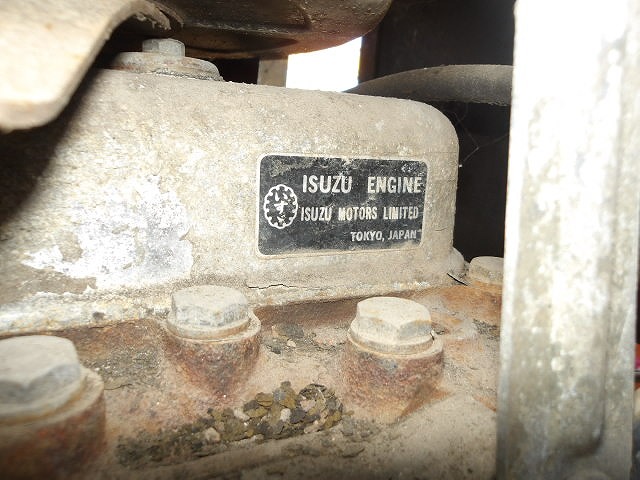 ISUZU ENGINE
ISUZU MOTORS LIMITED
TOKYO, JAPAN